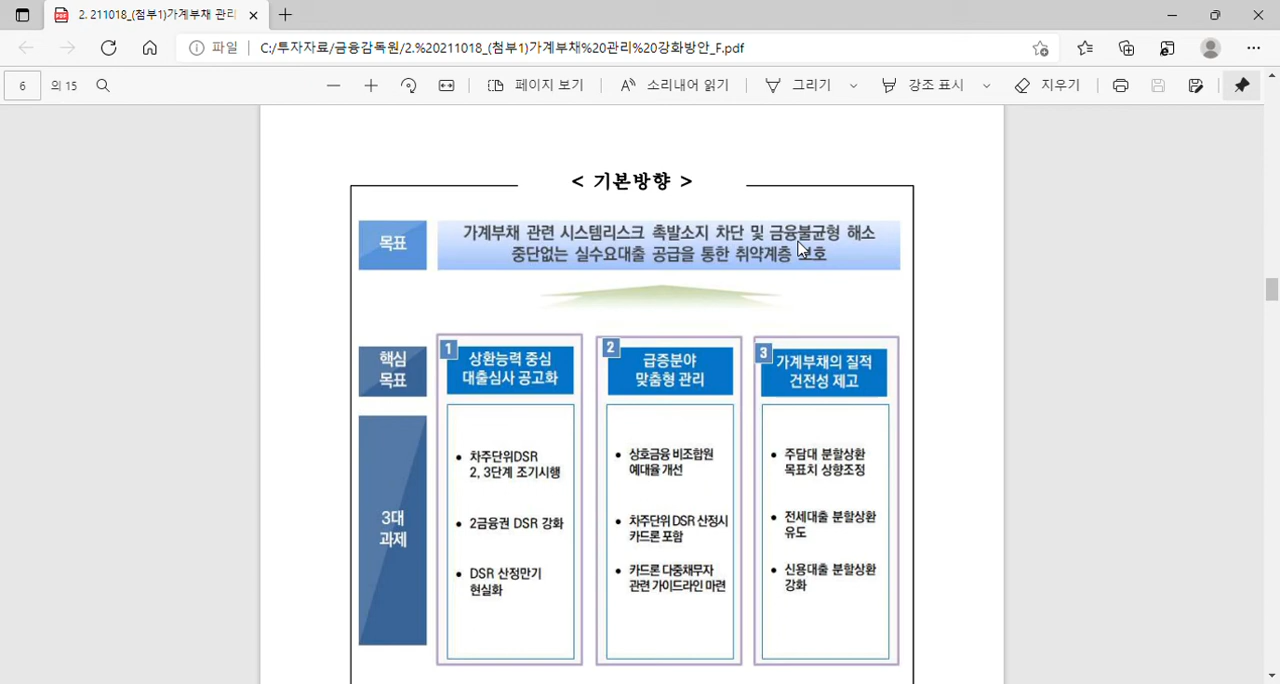 2. 211018_(첨부1)가계부채 관리
파일
C:/투자자료/금융감독원/2.%20211018_(첨부1)가계부채%20관리%20강화방안_F.pdf
6 의 15
페이지 보기
소리내어 읽기
그리기
강조 표시
지우기
< 기본방향 >
목표
가계부채 관련 시스템리스크 촉발소지 차단 및 금융불균형 해소
중단없는 실수요대출 공급을 통한 취약계층 보호
핵심
목표
1
상환능력 중심
대출심사 공고화
2
급증분야
맞춤형 관리
3
가계부채의 질적
건전성 제고
3대
과제
• 차주단위DSR
2, 3단계 조기시행
• 2금융권 DSR 강화
• DSR 산정만기
현실화
• 상호금융 비조합원
예대율 개선
• 차주단위 DSR 산정시
카드론 포함
• 카드론 다중채무자
관련 가이드라인 마련
• 주담대 분할상환
목표치 상향조정
• 전세대출 분할상환
유도
• 신용대출 분할상환
강화